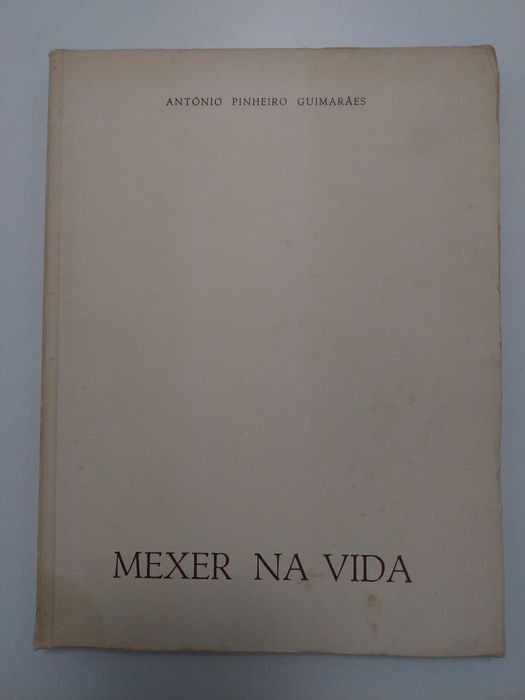 ANTÓNIO PINHEIRO GUIMARÃES
MEXER NA VIDA